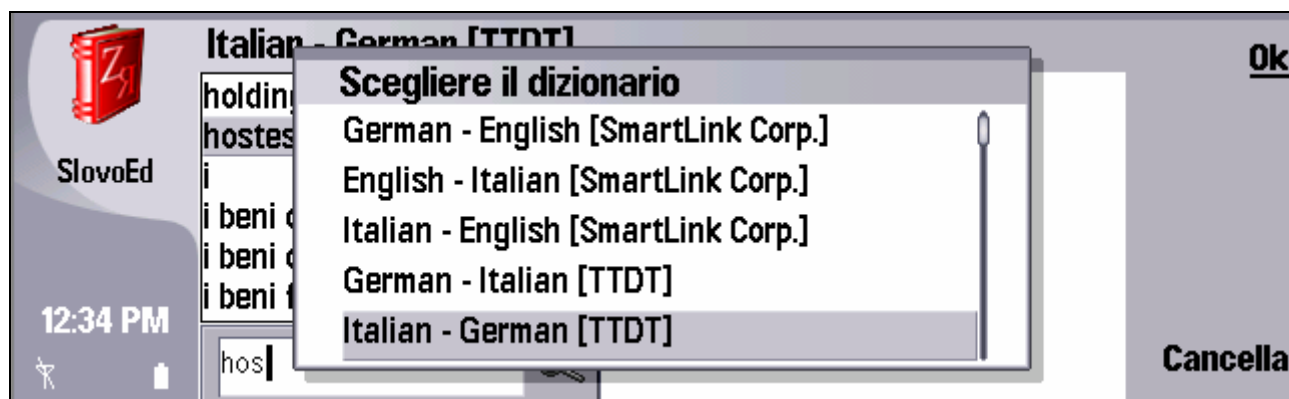 Italian - German [TTDT]
Ok
Scegliere il dizionario
holding
hostes
German - English [SmartLink Corp.]
SlovoEd
i
English - Italian [SmartLink Corp.]
i beni
Italian - English [SmartLink Corp.]
i beni
German - Italian [TTDT]
i beni
12:34 PM
Italian - German [TTDT]
hos
Cancella